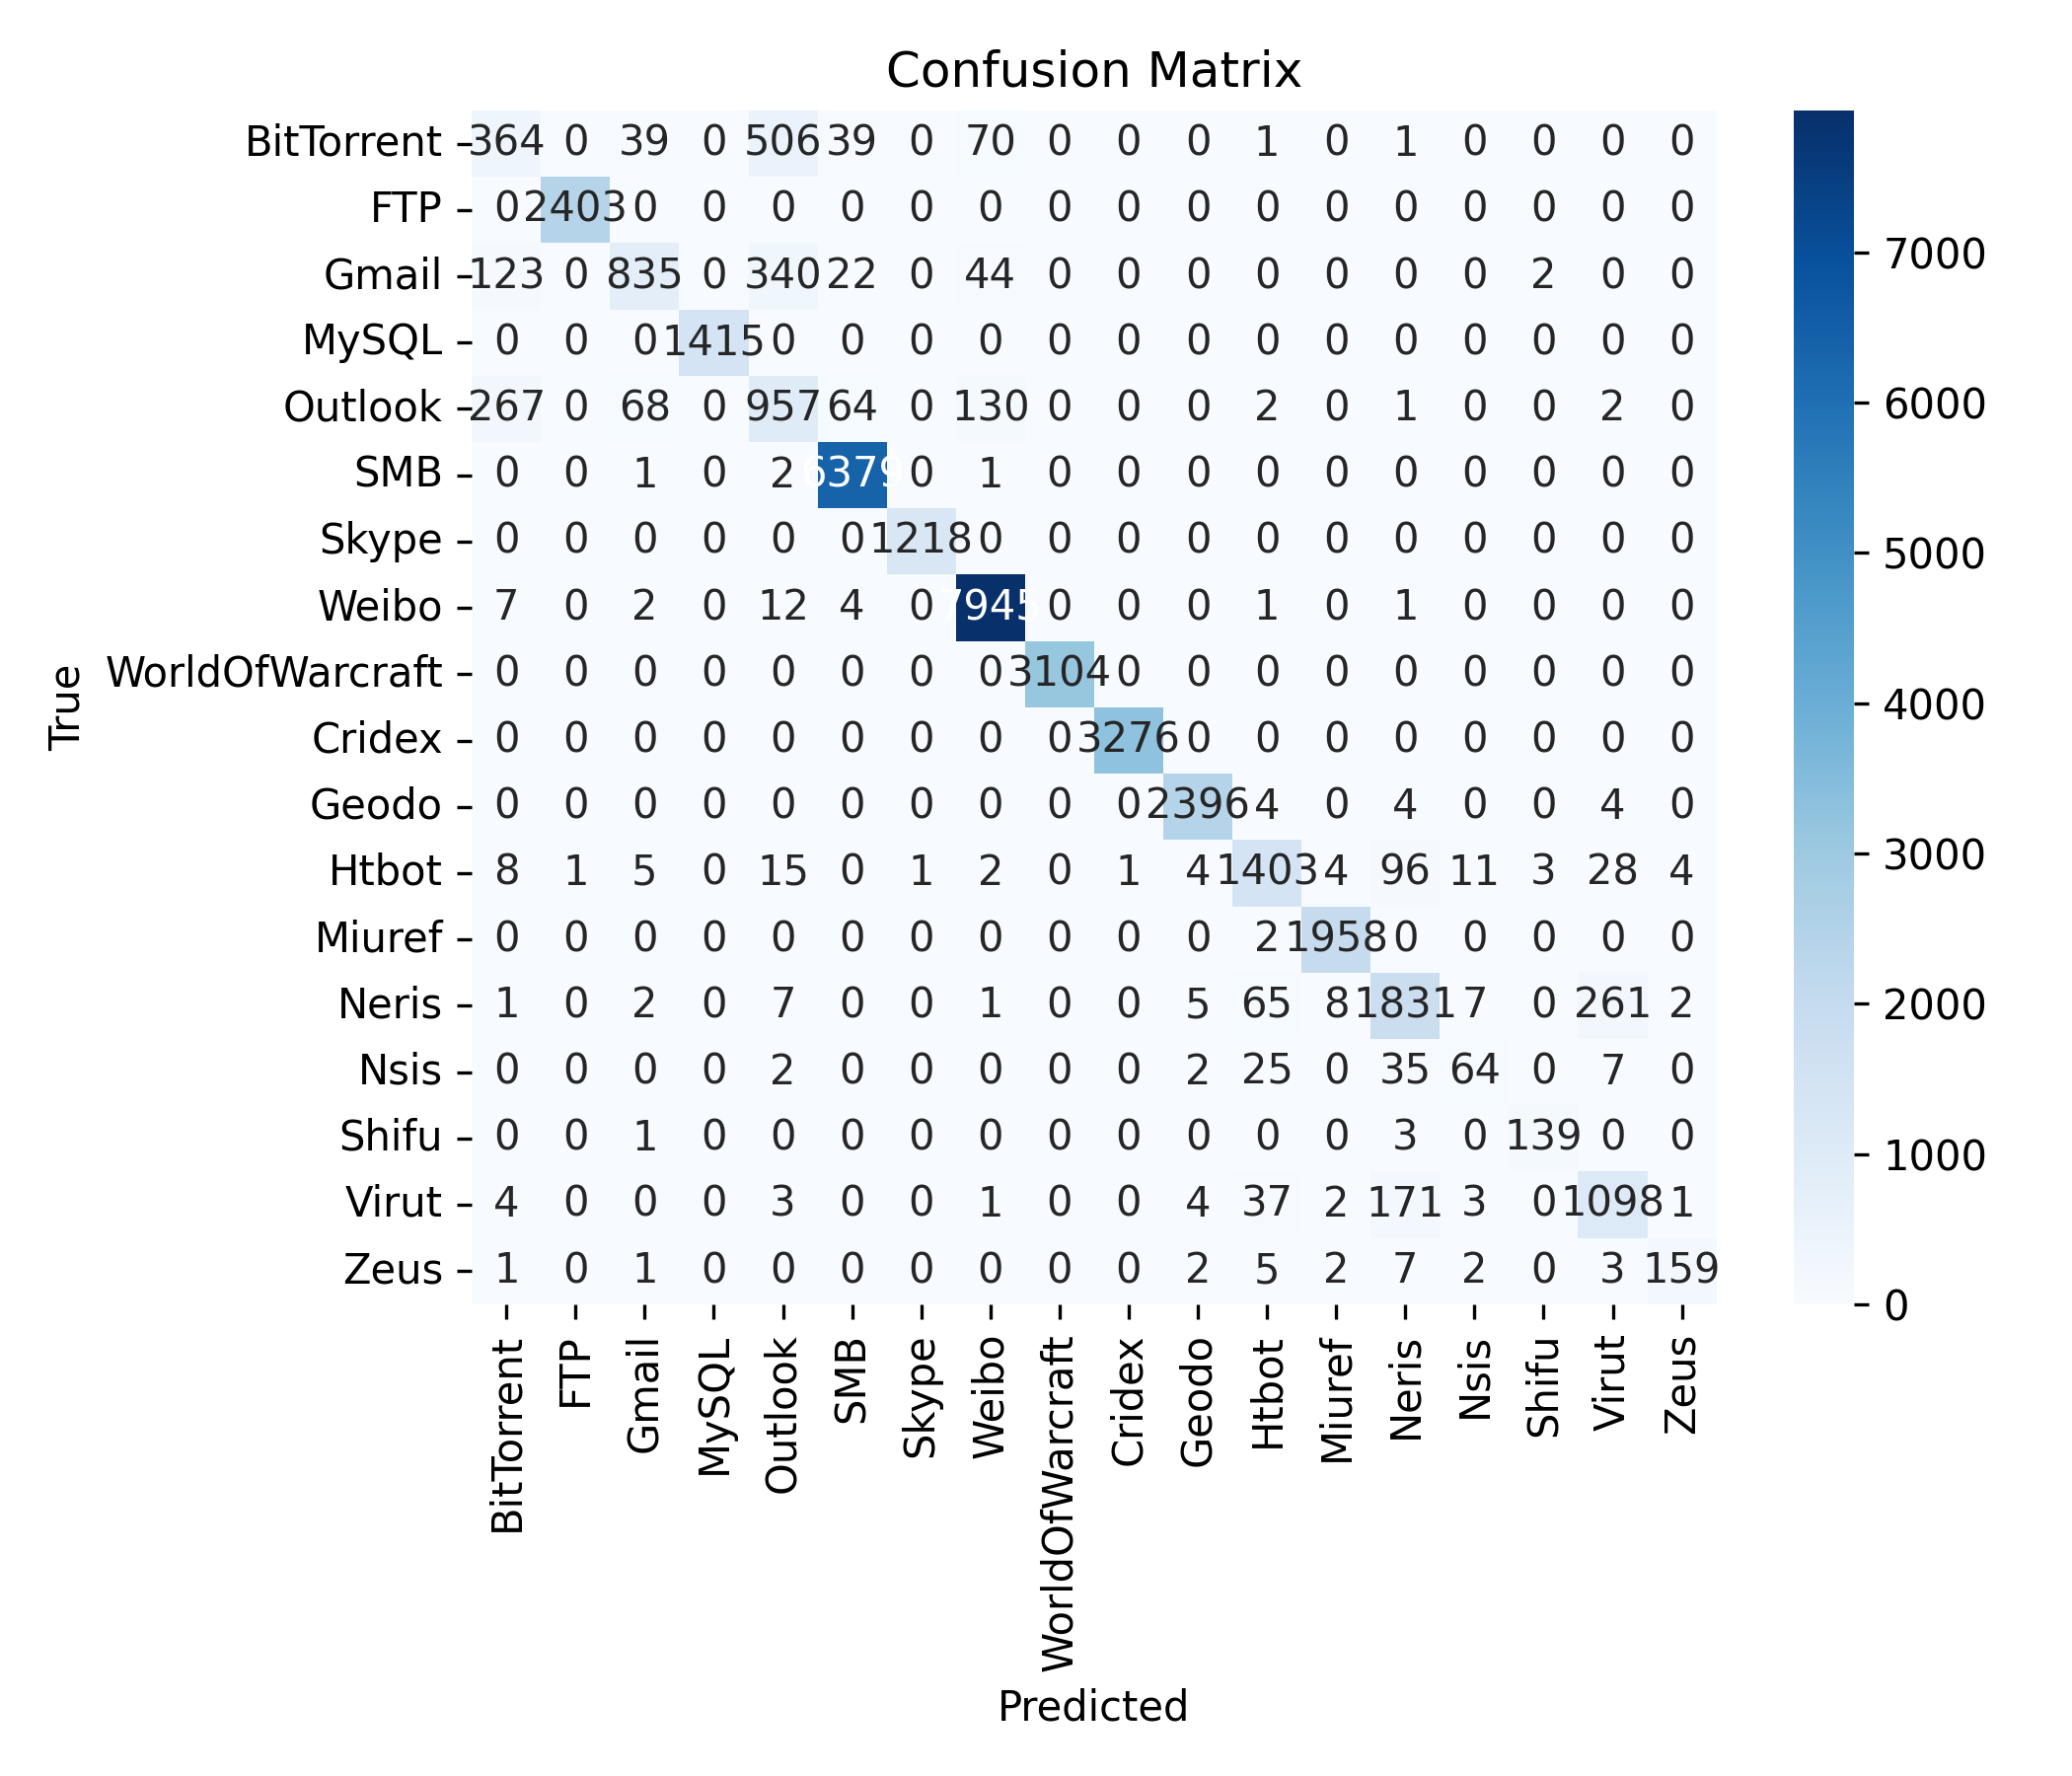 Confusion Matrix
BitTorrent 364 0 39 0 506 39 0 70 0 0 0 1 0 1 0 0 0 0
FTP 0 2403 0 0 0 0 0 0 0 0 0 0 0 0 0 0 0 0
Gmail 123 0 835 0 340 22 0 44 0 0 0 0 0 0 0 2 0 0
MySQL 0 0 0 1415 0 0 0 0 0 0 0 0 0 0 0 0 0 0
Outlook 267 0 68 0 957 64 0 130 0 0 0 2 0 1 0 0 2 0
SMB 0 0 1 0 2 6379 0 1 0 0 0 0 0 0 0 0 0 0
Skype 0 0 0 0 0 0 1218 0 0 0 0 0 0 0 0 0 0 0
Weibo 7 0 2 0 12 4 0 7945 0 0 0 1 0 1 0 0 0 0
WorldOfWarcraft 0 0 0 0 0 0 0 0 3104 0 0 0 0 0 0 0 0 0
Cridex 0 0 0 0 0 0 0 0 0 3276 0 0 0 0 0 0 0 0
Geodo 0 0 0 0 0 0 0 0 0 0 2396 4 0 4 0 0 4 0
Htbot 8 1 5 0 15 0 1 2 0 1 4 1403 4 96 11 3 28 4
Miuref 0 0 0 0 0 0 0 0 0 0 0 2 1958 0 0 0 0 0
Neris 1 0 2 0 7 0 0 1 0 0 5 65 8 1831 7 0 261 2
Nsis 0 0 0 0 2 0 0 0 0 0 2 25 0 35 64 0 7 0
Shifu 0 0 1 0 0 0 0 0 0 0 0 0 0 3 0 139 0 0
Virut 4 0 0 0 3 0 0 1 0 0 4 37 2 171 3 0 1098 1
Zeus 1 0 1 0 0 0 0 0 0 0 2 5 2 7 2 0 3 159
True
BitTorrent FTP Gmail MySQL Outlook SMB Skype Weibo WorldOfWarcraft Cridex Geodo Htbot Miuref Neris Nsis Shifu Virut Zeus
Predicted
7000
6000
5000
4000
3000
2000
1000
0